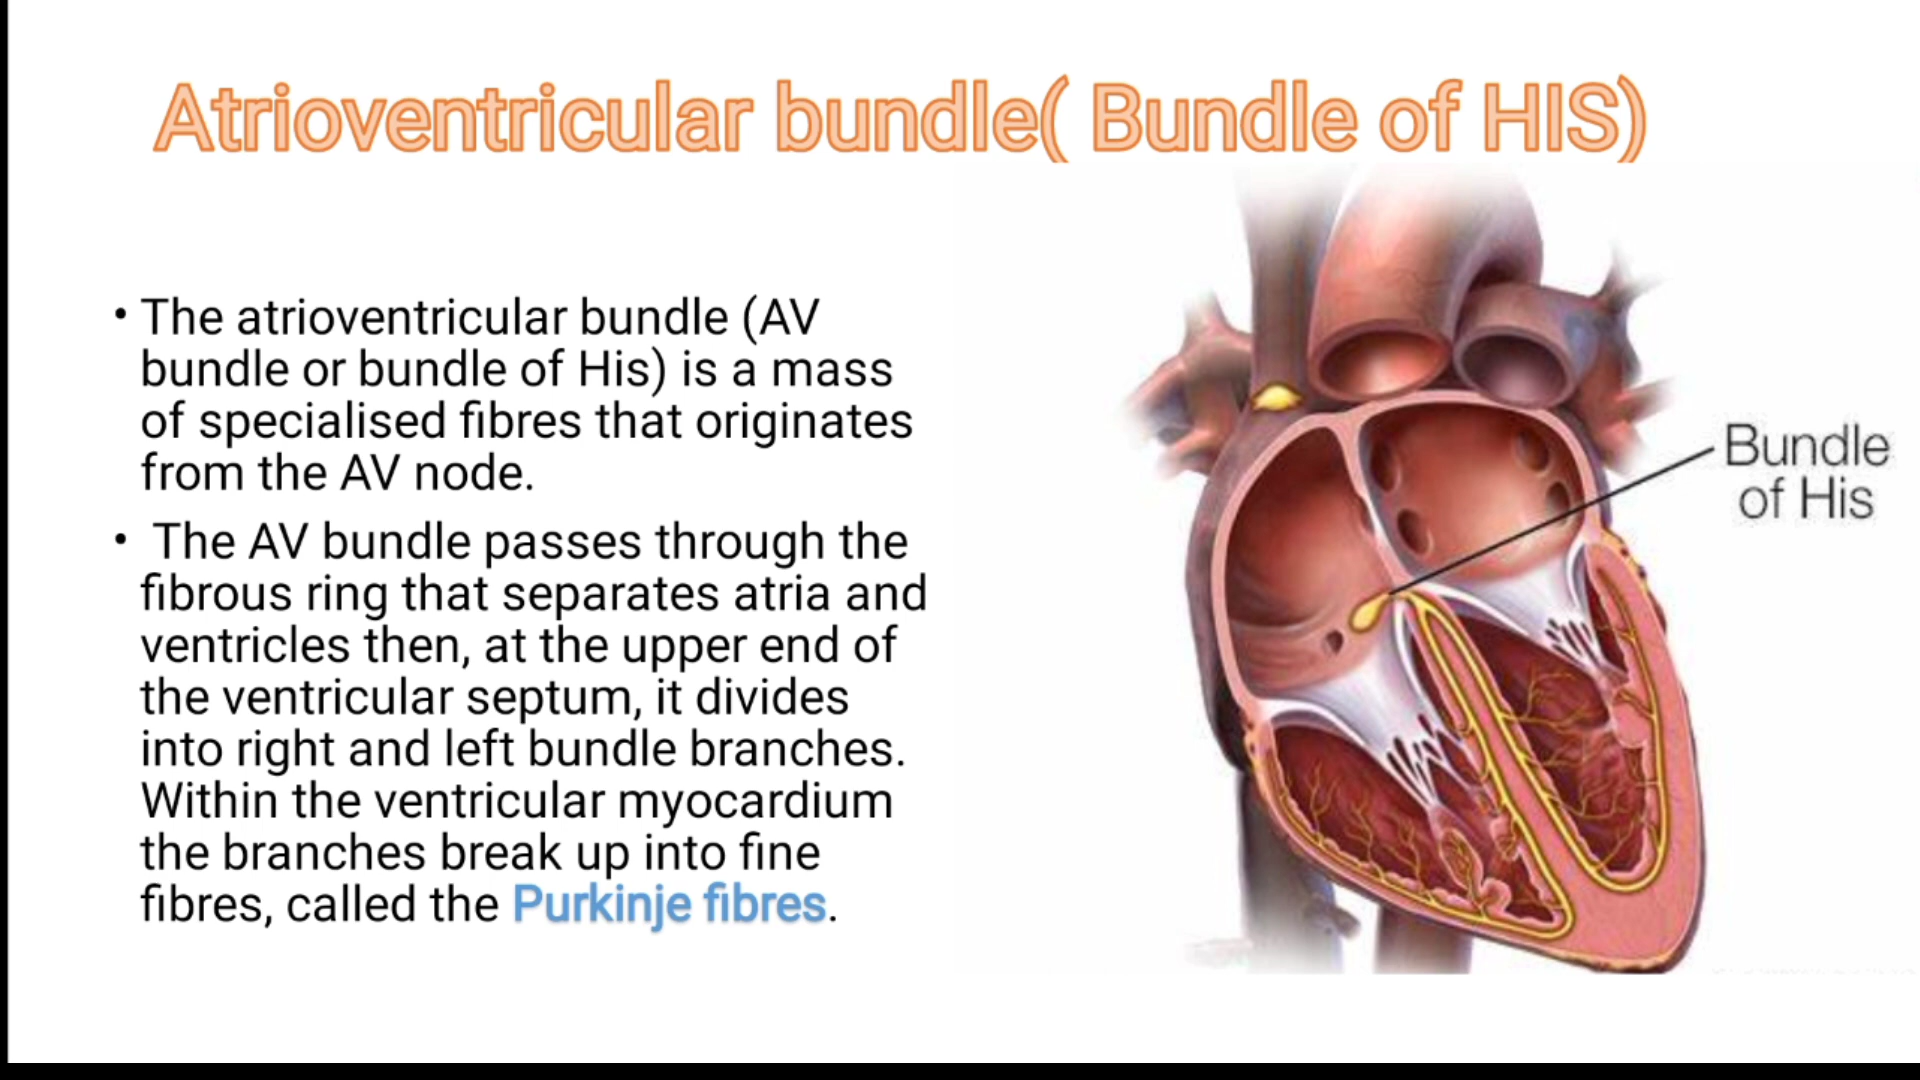 Atrioventricular bundle( Bundle of HIS)
• The atrioventricular bundle (AV
bundle or bundle of His) is a mass
of specialised fibres that originates
from the AV node.
• The AV bundle passes through the
fibrous ring that separates atria and
ventricles then, at the upper end of
the ventricular septum, it divides
into right and left bundle branches.
Within the ventricular myocardium
the branches break up into fine
fibres, called the Purkinje fibres.
Bundle
of His